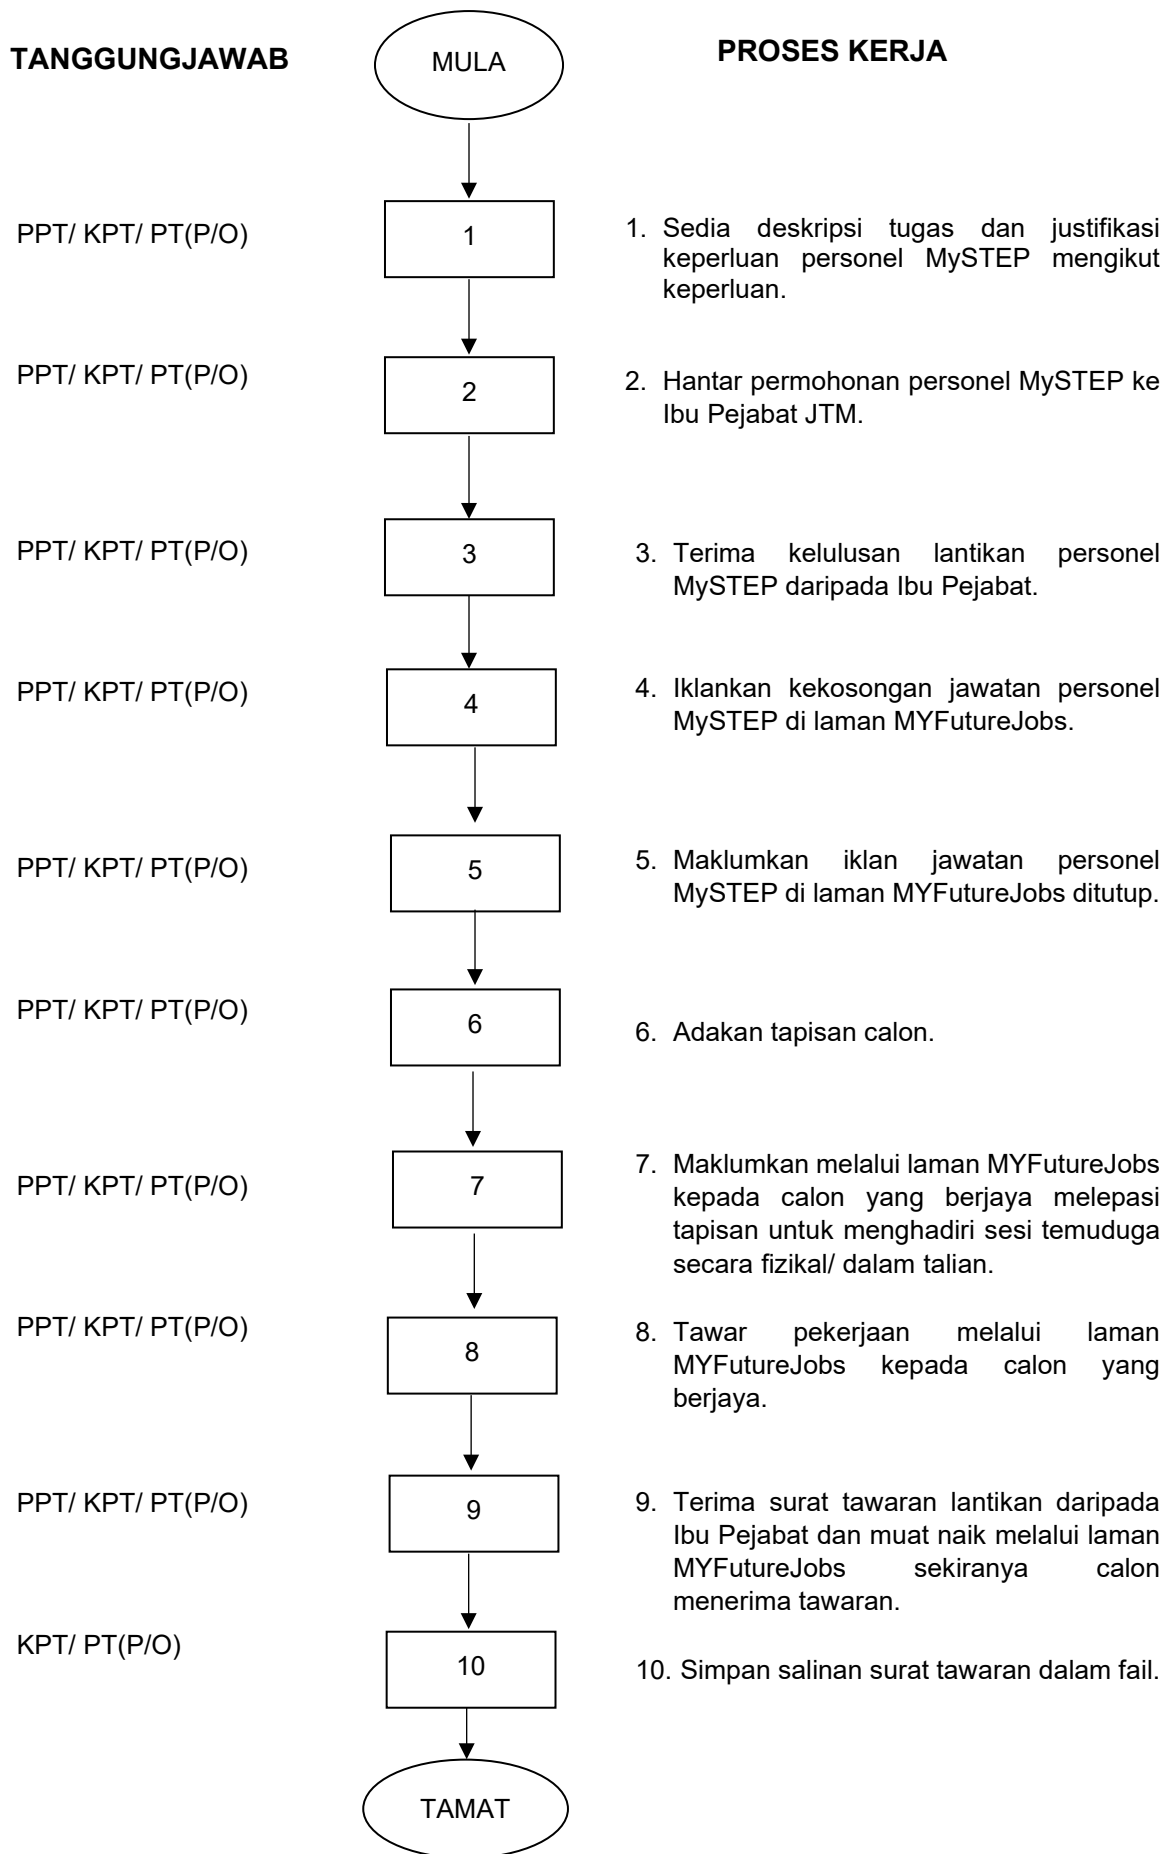 TANGGUNGJAWAB
MULA
PROSES KERJA
PPT/ KPT/ PT(P/O)
1
1. Sedia deskripsi tugas dan justifikasi
keperluan personel MySTEP mengikut
keperluan.
PPT/ KPT/ PT(P/O)
2
2. Hantar permohonan personel MySTEP ke
Ibu Pejabat JTM.
PPT/ KPT/ PT(P/O)
3
3. Terima kelulusan lantikan personel
MySTEP daripada Ibu Pejabat.
PPT/ KPT/ PT(P/O)
4
4. Iklankan kekosongan jawatan personel
MySTEP di laman MYFutureJobs.
PPT/ KPT/ PT(P/O)
5
5. Maklumkan iklan jawatan personel
MySTEP di laman MYFutureJobs ditutup.
PPT/ KPT/ PT(P/O)
6
6. Adakan tapisan calon.
PPT/ KPT/ PT(P/O)
7
7. Maklumkan melalui laman MYFutureJobs
kepada calon yang berjaya melepasi
tapisan untuk menghadiri sesi temuduga
secara fizikal/ dalam talian.
PPT/ KPT/ PT(P/O)
8
8. Tawar pekerjaan melalui laman
MYFutureJobs kepada calon yang
berjaya.
PPT/ KPT/ PT(P/O)
9
9. Terima surat tawaran lantikan daripada
Ibu Pejabat dan muat naik melalui laman
MYFutureJobs sekiranya calon
menerima tawaran.
KPT/ PT(P/O)
10
10. Simpan salinan surat tawaran dalam fail.
TAMAT